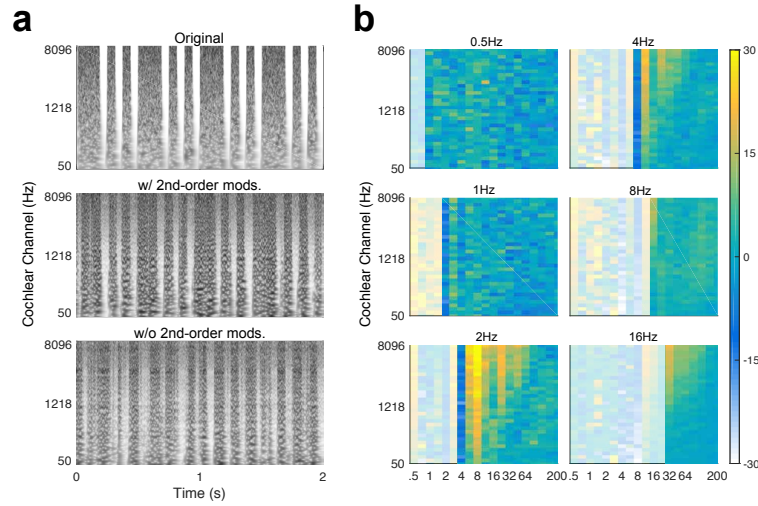 a
Original
8096
1218
50
w/ 2nd-order mods.
8096
1218
50
w/o 2nd-order mods.
8096
1218
50
Cochlear Channel (Hz)
0 1 2
Time (s)
b
0.5Hz 4Hz
8096
1218
50
1Hz 8Hz
8096
1218
50
2Hz 16Hz
8096
1218
50
Cochlear Channel (Hz)
.5 1 2 4 8 16 32 64 200
.5 1 2 4 8 16 32 64 200
30
15
0
-15
-30